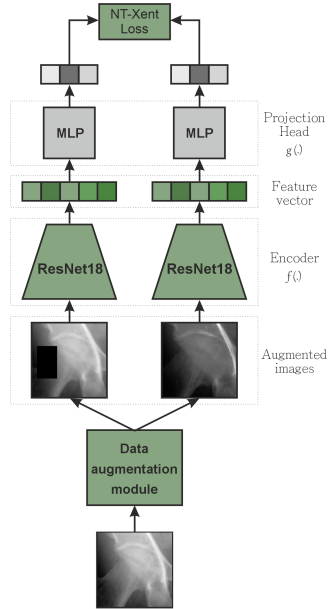 NT-Xent
Loss
MLP
MLP
Projection
Head
g(.)
Feature
vector
ResNet18
ResNet18
Encoder
f(.)
Augmented
images
Data
augmentation
module